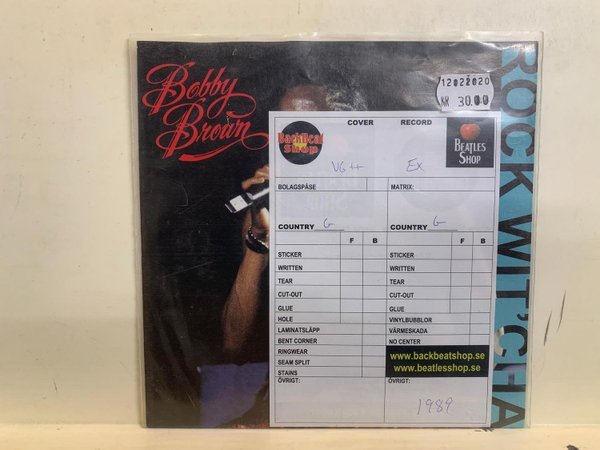 Bobby
Brown
ROCK WIT'CHA
12022020
KR 30.00
COVER RECORD
BackBeat
Shop
BEATLES
SHOP
VG++ EX
BOLAGSPÅSE MATRIX:
COUNTRY G COUNTRY G
F B F B
STICKER STICKER
WRITTEN WRITTEN
TEAR TEAR
CUT-OUT CUT-OUT
GLUE GLUE
HOLE VINYLBUBBLOR
LAMINATSLÄPP VÄRMESKADA
BENT CORNER NO CENTER
RINGWEAR
SEAM SPLIT
STAINS
www.backbeatshop.se
www.beatlesshop.se
ÖVRIGT: ÖVRIGT:
1989